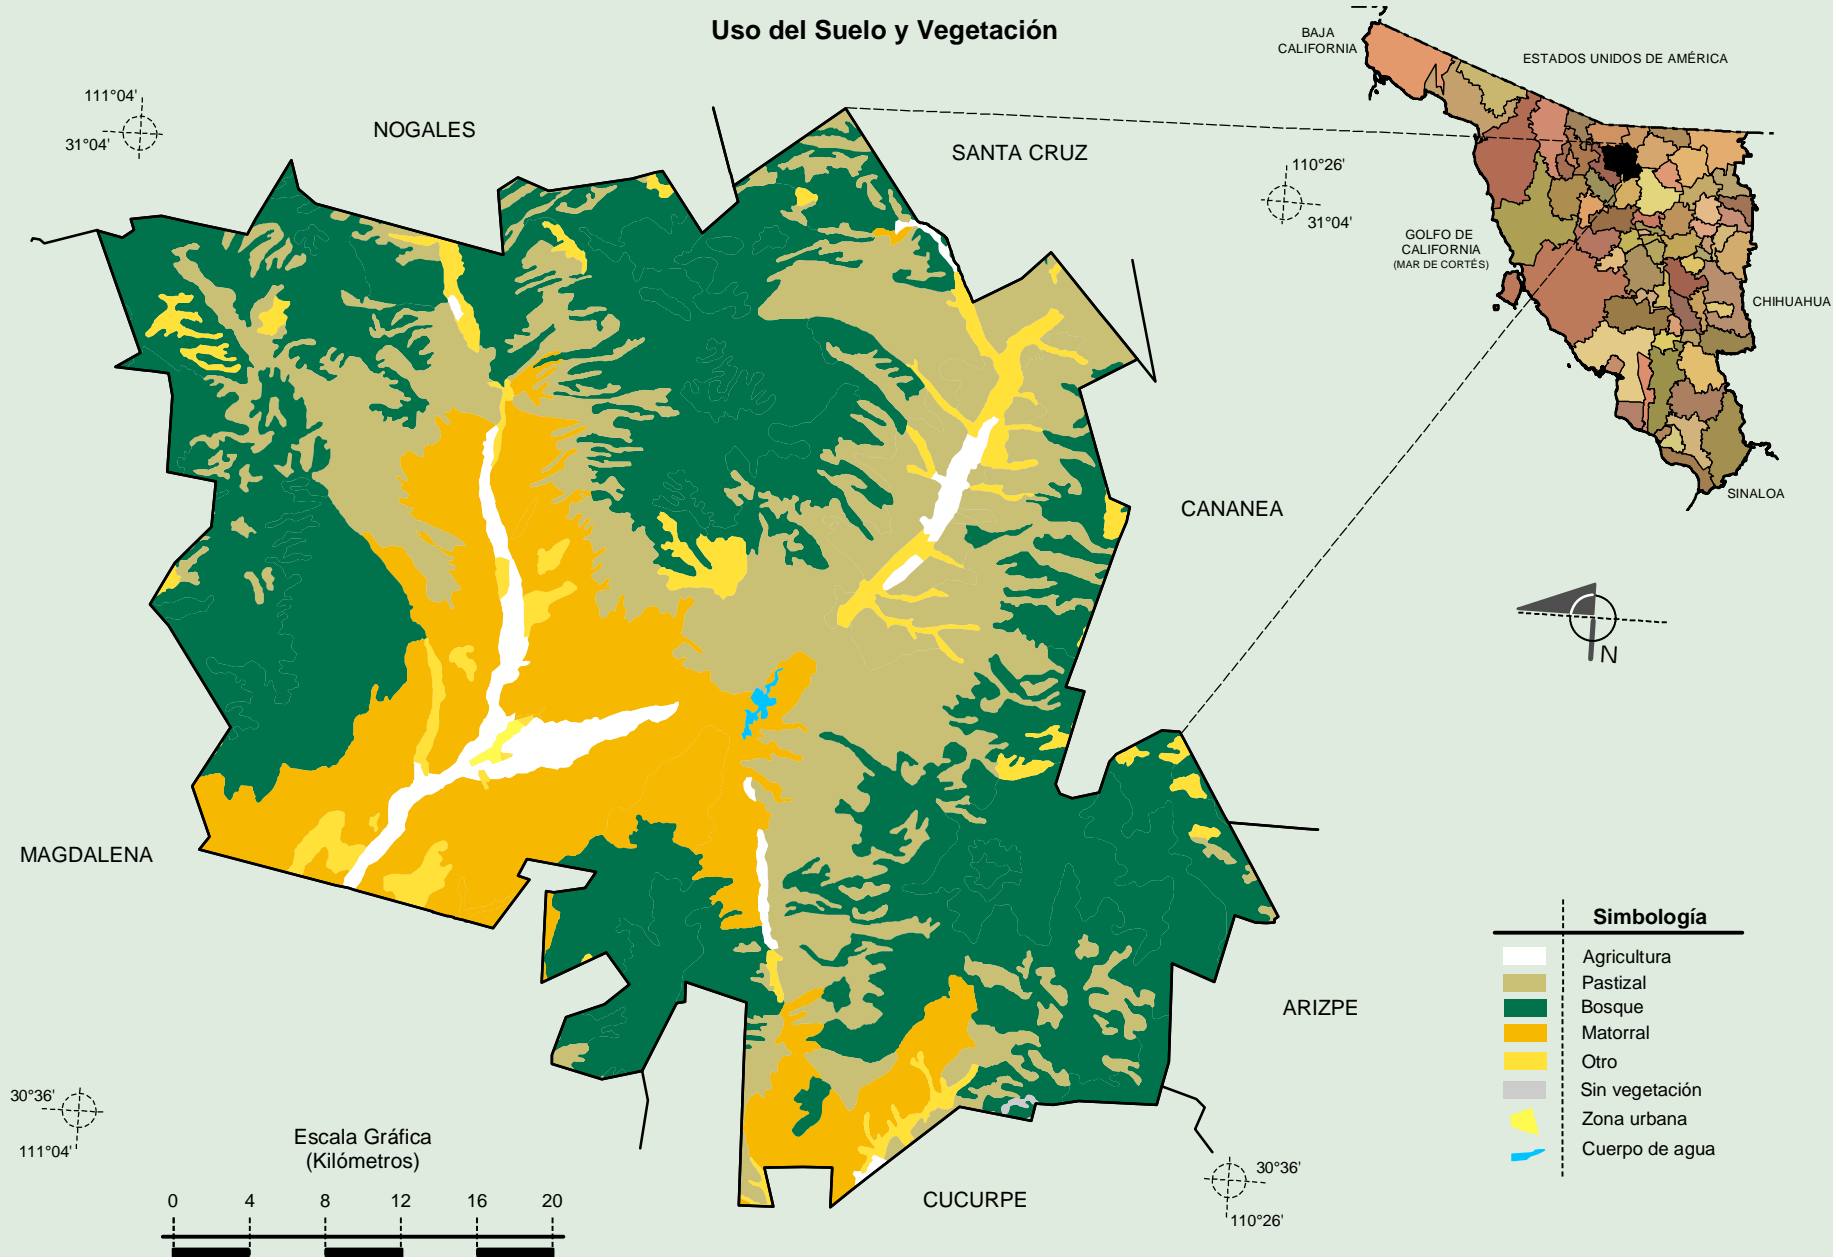 Uso del Suelo y Vegetación
BAJA
CALIFORNIA
ESTADOS UNIDOS DE AMÉRICA
111°04'
31°04'
NOGALES
SANTA CRUZ
110°26'
31°04'
GOLFO DE
CALIFORNIA
(MAR DE CORTÉS)
CHIHUAHUA
SINALOA
CANANEA
N
MAGDALENA
ARIZPE
Simbología
Agricultura
Pastizal
Bosque
Matorral
Otro
Sin vegetación
Zona urbana
Cuerpo de agua
30°36'
111°04'
Escala Gráfica
(Kilómetros)
0 4 8 12 16 20
CUCURPE
30°36'
110°26'